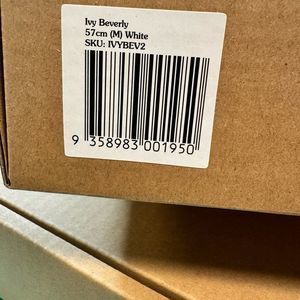 Ivy Beverly
57cm (M) White
SKU: IVYBEV2
9 358983 001950